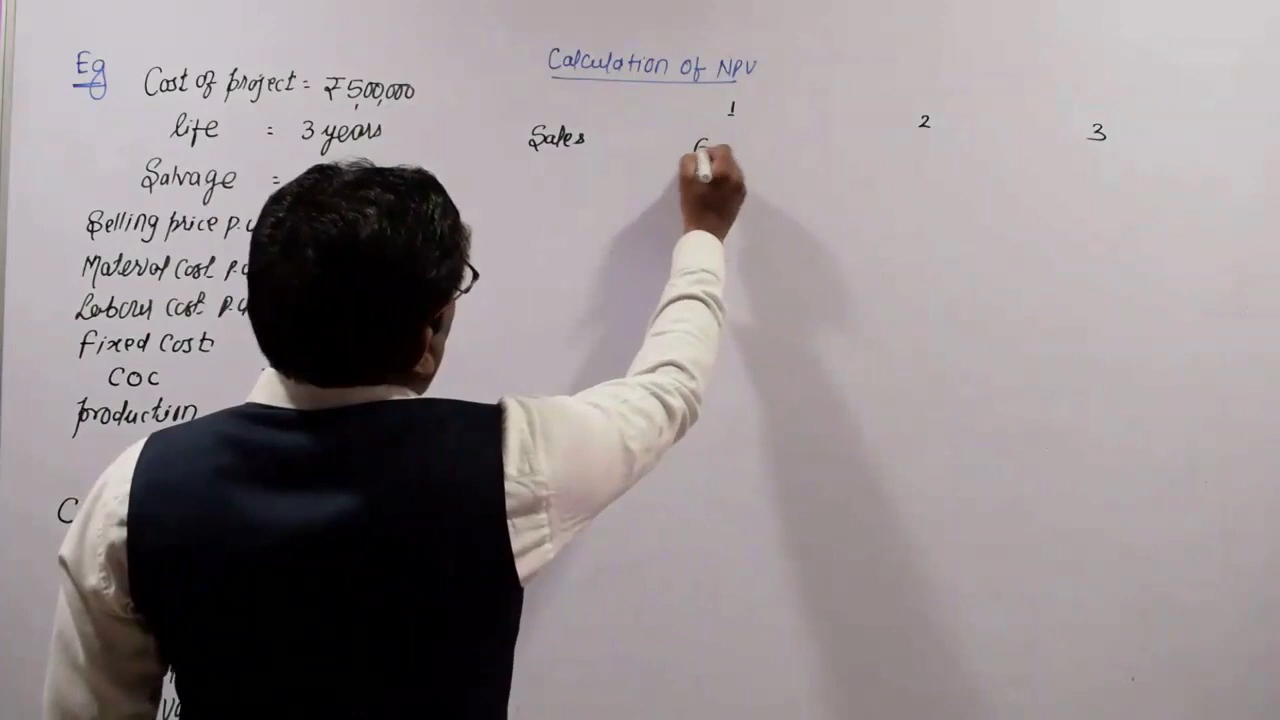 Eg
Cost of project = ₹500,000
life = 3 years
Salvage =
Selling price p.u
Material cost p.u
Labour cost p.u
Fixed Cost
COC
production
C
Calculation of NPV
1 2 3
Sales 6